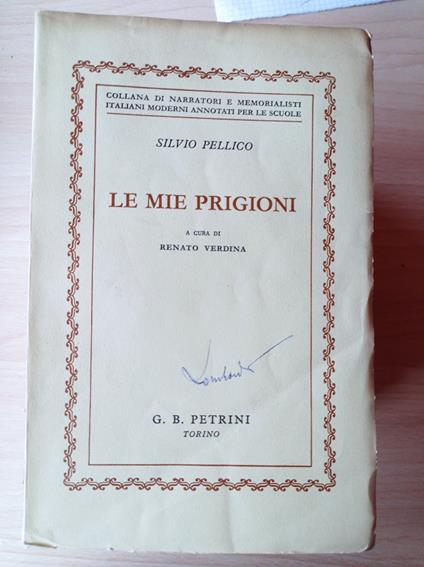 COLLANA DI NARRATORI E MEMORIALISTI
ITALIANI MODERNI ANNOTATI PER LE SCUOLE
SILVIO PELLICO
LE MIE PRIGIONI
A CURA DI
RENATO VERDINA
Lombardo
G. B. PETRINI
TORINO